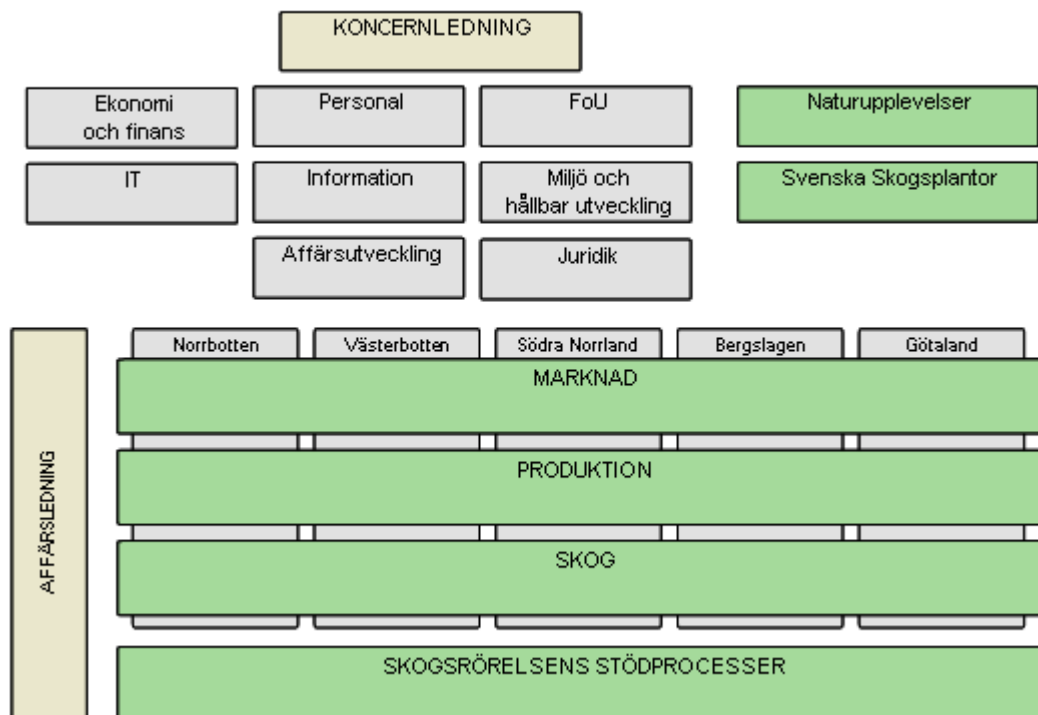 KONCERNLEDNING
Ekonomi
och finans
Personal
FoU
Naturupplevelser
IT
Information
Miljö och
hållbar utveckling
Svenska Skogsplantor
Affärsutveckling
Juridik
Norrbotten
Västerbotten
Södra Norrland
Bergslagen
Götaland
MARKNAD
PRODUKTION
SKOG
AFFÄRSLEDNING
SKOGSRÖRELSENS STÖDPROCESSER